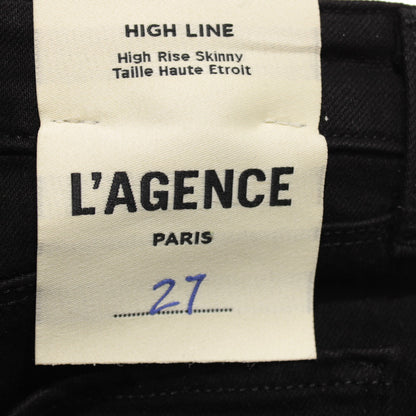 HIGH LINE
High Rise Skinny
Taille Haute Etroit
L'AGENCE
PARIS
27